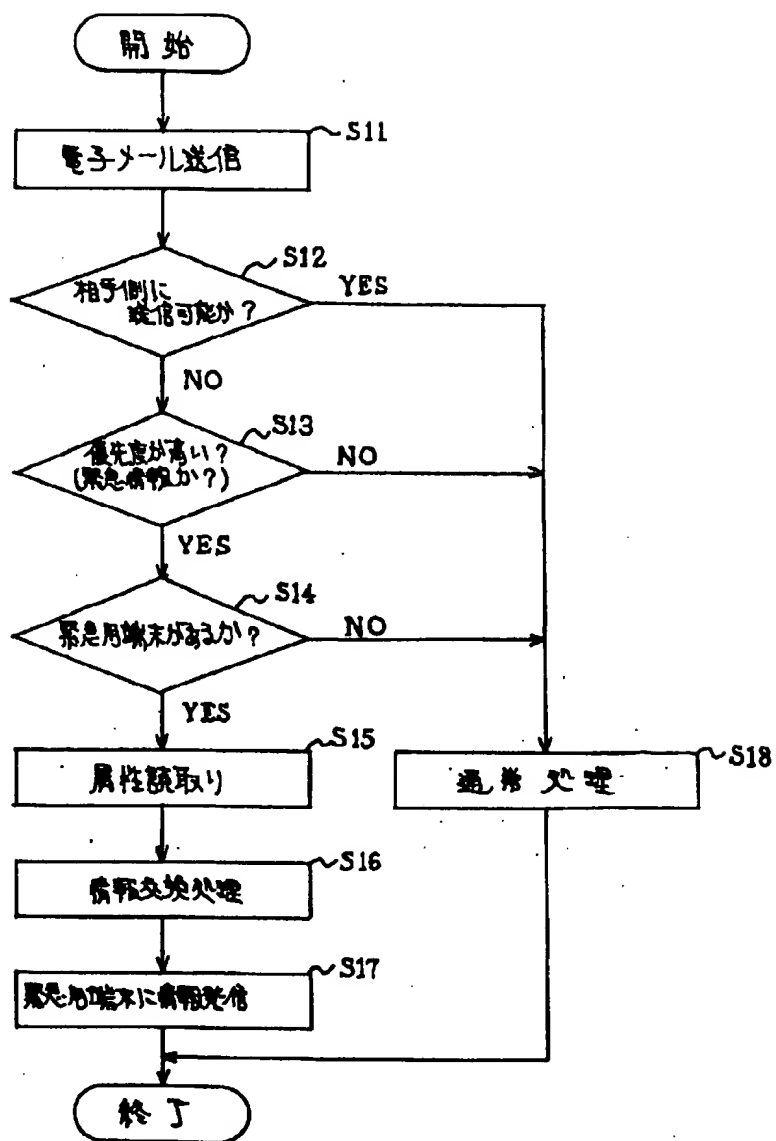 開始
S11
電子メール送信
S12
相手側に
送信可能か?
YES
NO
S13
優先度が高い?
(緊急情報か?)
NO
YES
S14
緊急用端末があるか?
NO
YES
S15
属性読取り
S18
通常処理
S16
情報交換処理
S17
緊急用端末に情報発信
終了